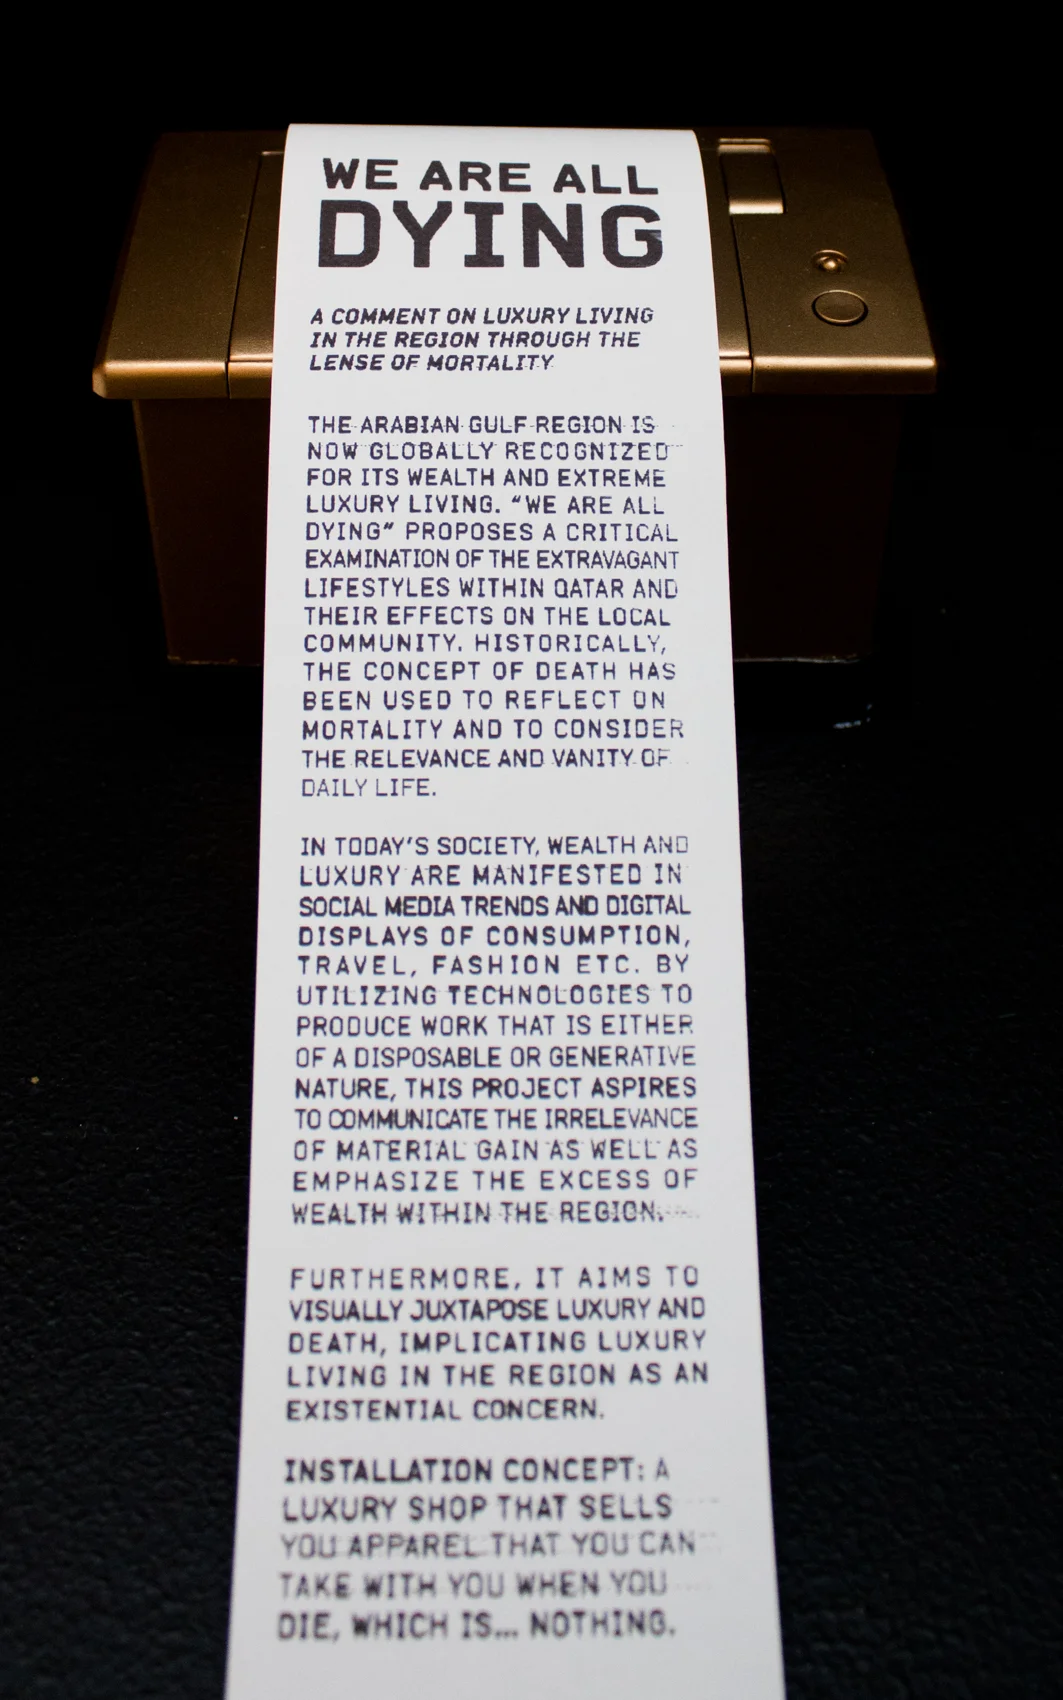 WE ARE ALL
DYING
A COMMENT ON LUXURY LIVING
IN THE REGION THROUGH THE
LENSE OF MORTALITY
THE ARABIAN GULF REGION IS
NOW GLOBALLY RECOGNIZED
FOR ITS WEALTH AND EXTREME
LUXURY LIVING. "WE ARE ALL
DYING" PROPOSES A CRITICAL
EXAMINATION OF THE EXTRAVAGANT
LIFESTYLES WITHIN QATAR AND
THEIR EFFECTS ON THE LOCAL
COMMUNITY. HISTORICALLY,
THE CONCEPT OF DEATH HAS
BEEN USED TO REFLECT ON
MORTALITY AND TO CONSIDER
THE RELEVANCE AND VANITY OF
DAILY LIFE.
IN TODAY'S SOCIETY, WEALTH AND
LUXURY ARE MANIFESTED IN
SOCIAL MEDIA TRENDS AND DIGITAL
DISPLAYS OF CONSUMPTION,
TRAVEL, FASHION ETC. BY
UTILIZING TECHNOLOGIES TO
PRODUCE WORK THAT IS EITHER
OF A DISPOSABLE OR GENERATIVE
NATURE, THIS PROJECT ASPIRES
TO COMMUNICATE THE IRRELEVANCE
OF MATERIAL GAIN AS WELL AS
EMPHASIZE THE EXCESS OF
WEALTH WITHIN THE REGION.
FURTHERMORE, IT AIMS TO
VISUALLY JUXTAPOSE LUXURY AND
DEATH, IMPLICATING LUXURY
LIVING IN THE REGION AS AN
EXISTENTIAL CONCERN.
INSTALLATION CONCEPT: A
LUXURY SHOP THAT SELLS
YOU APPAREL THAT YOU CAN
TAKE WITH YOU WHEN YOU
DIE, WHICH IS... NOTHING.